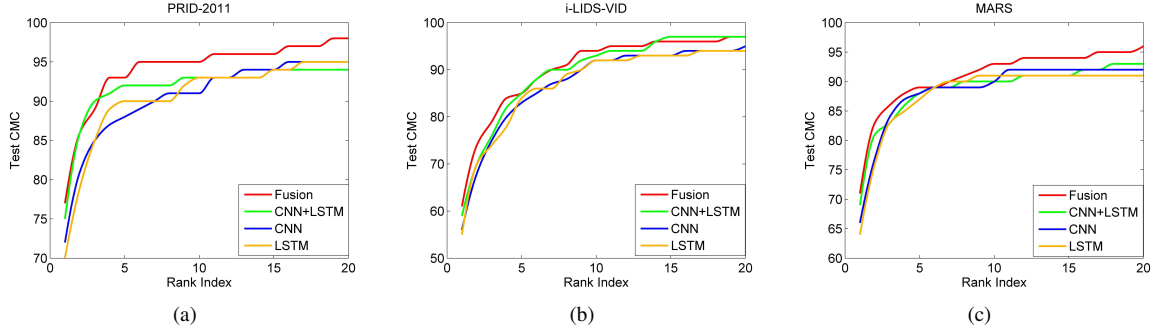 PRID-2011
100
95
90
85
80
75
70
Test CMC
0 5 10 15 20
Rank Index
Fusion
CNN+LSTM
CNN
LSTM
(a)
i-LIDS-VID
100
90
80
70
60
50
Test CMC
0 5 10 15 20
Rank Index
Fusion
CNN+LSTM
CNN
LSTM
(b)
MARS
100
95
90
85
80
75
70
65
60
Test CMC
0 5 10 15 20
Rank Index
Fusion
CNN+LSTM
CNN
LSTM
(c)